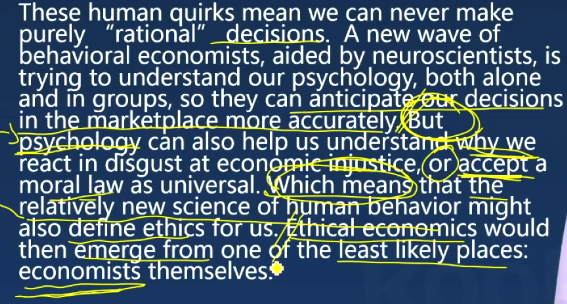 These human quirks mean we can never make
purely “rational” decisions. A new wave of
behavioral economists, aided by neuroscientists, is
trying to understand our psychology, both alone
and in groups, so they can anticipate our decisions
in the marketplace more accurately. But
psychology can also help us understand why we
react in disgust at economic injustice, or accept a
moral law as universal. Which means that the
relatively new science of human behavior might
also define ethics for us. Ethical economics would
then emerge from one of the least likely places:
economists themselves.